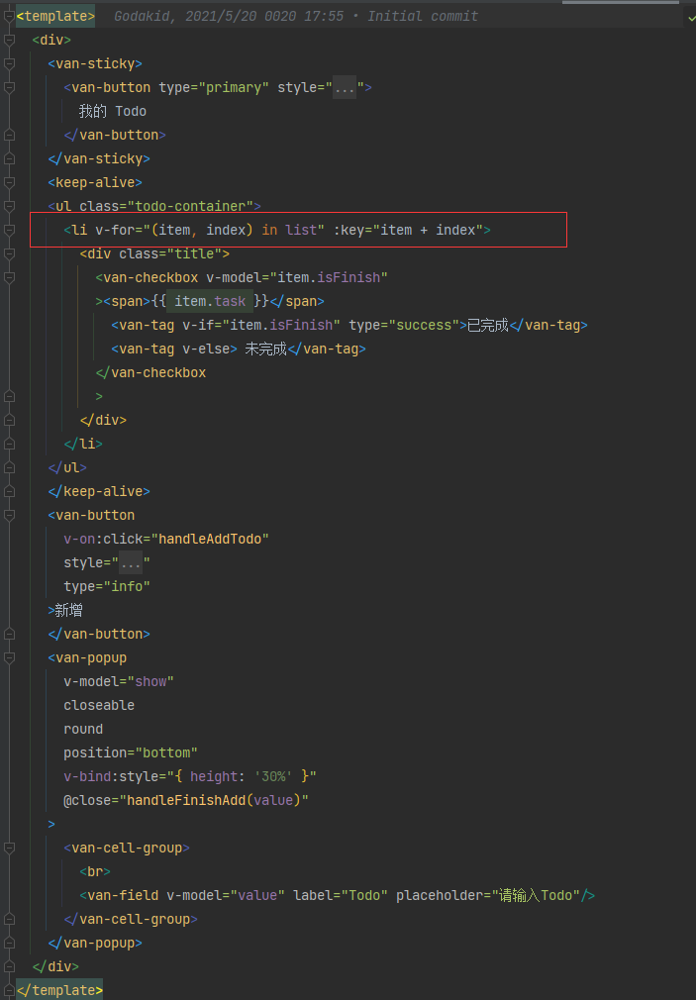 <template>  Godakid, 2021/5/20 0020 17:55 • Initial commit
  <div>
    <van-sticky>
      <van-button type="primary" style="...">
        我的 Todo
      </van-button>
    </van-sticky>
    <keep-alive>
    <ul class="todo-container">
      <li v-for="(item, index) in list" :key="item + index">
        <div class="title">
          <van-checkbox v-model="item.isFinish"
          ><span>{{ item.task }}</span>
            <van-tag v-if="item.isFinish" type="success">已完成</van-tag>
            <van-tag v-else> 未完成</van-tag>
          </van-checkbox
          >
        </div>
      </li>
    </ul>
    </keep-alive>
    <van-button
      v-on:click="handleAddTodo"
      style="..."
      type="info"
    >新增
    </van-button>
    <van-popup
      v-model="show"
      closeable
      round
      position="bottom"
      v-bind:style="{ height: '30%' }"
      @close="handleFinishAdd(value)"
    >
      <van-cell-group>
        <br>
        <van-field v-model="value" label="Todo" placeholder="请输入Todo"/>
      </van-cell-group>
    </van-popup>
  </div>
</template>